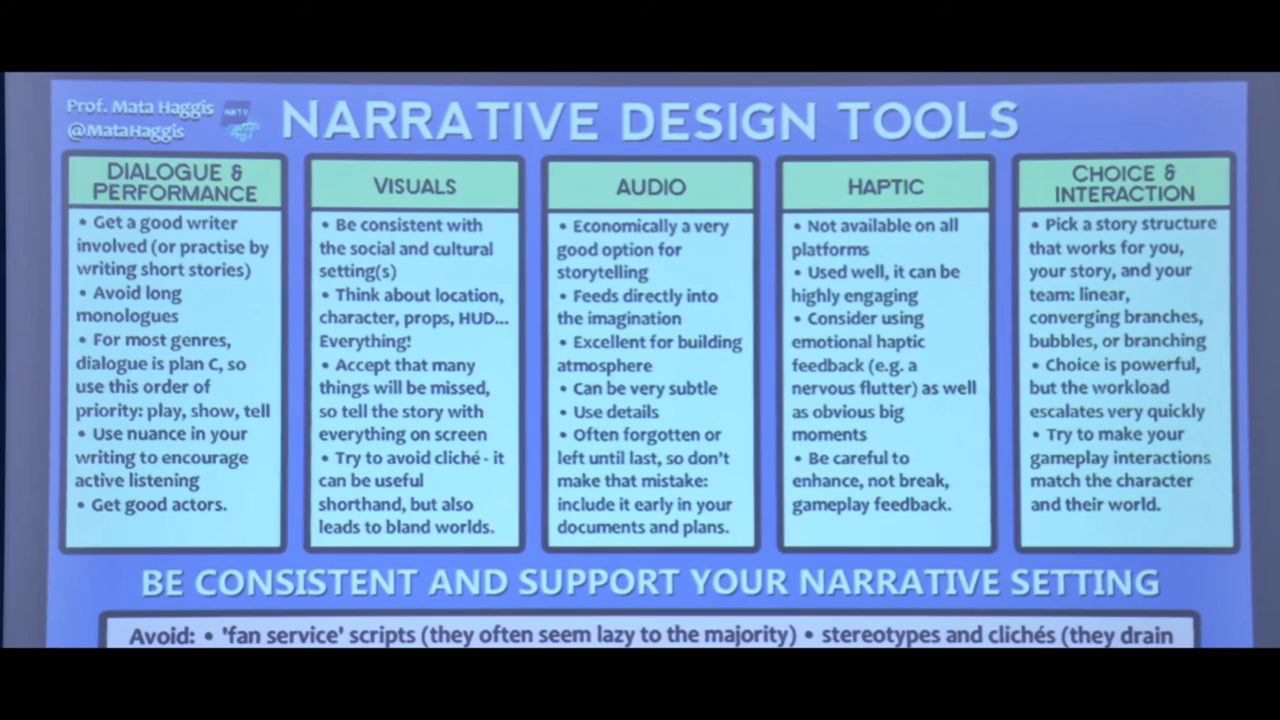 Prof. Mata Haggis
@MataHaggis
NARRATIVE DESIGN TOOLS
DIALOGUE &
PERFORMANCE
• Get a good writer
involved (or practise by
writing short stories)
• Avoid long
monologues
• For most genres,
dialogue is plan C, so
use this order of
priority: play, show, tell
• Use nuance in your
writing to encourage
active listening
• Get good actors.
VISUALS
• Be consistent with
the social and cultural
setting(s)
• Think about location,
character, props, HUD...
Everything!
• Accept that many
things will be missed,
so tell the story with
everything on screen
• Try to avoid cliché - it
can be useful
shorthand, but also
leads to bland worlds.
AUDIO
• Economically a very
good option for
storytelling
• Feeds directly into
the imagination
• Excellent for building
atmosphere
• Can be very subtle
• Use details
• Often forgotten or
left until last, so don't
make that mistake:
include it early in your
documents and plans.
HAPTIC
• Not available on all
platforms
• Used well, it can be
highly engaging
• Consider using
emotional haptic
feedback (e.g. a
nervous flutter) as well
as obvious big
moments
• Be careful to
enhance, not break,
gameplay feedback.
CHOICE &
INTERACTION
• Pick a story structure
that works for you,
your story, and your
team: linear,
converging branches,
bubbles, or branching
• Choice is powerful,
but the workload
escalates very quickly
• Try to make your
gameplay interactions
match the character
and their world.
BE CONSISTENT AND SUPPORT YOUR NARRATIVE SETTING
Avoid: • 'fan service' scripts (they often seem lazy to the majority) • stereotypes and clichés (they drain